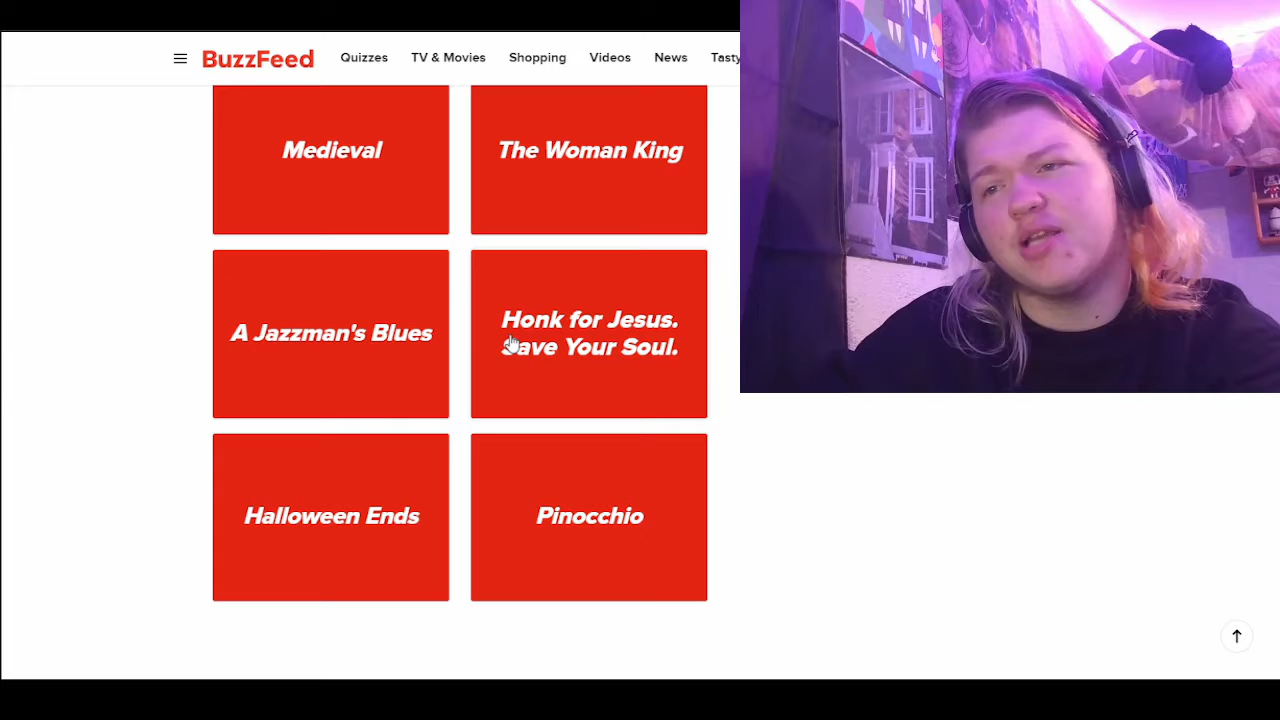 BuzzFeed Quizzes TV & Movies Shopping Videos News Tasty
Medieval
The Woman King
A Jazzman's Blues
Honk for Jesus.
Save Your Soul.
Halloween Ends
Pinocchio